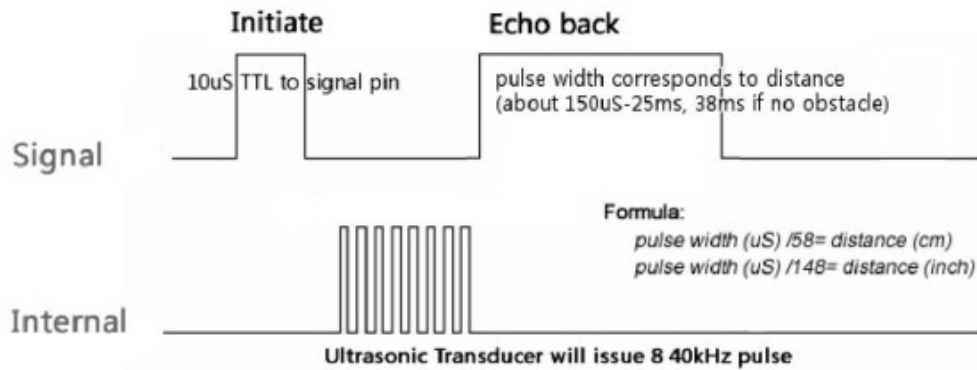 Initiate
Echo back
10uS TTL to signal pin
pulse width corresponds to distance
(about 150uS-25ms, 38ms if no obstacle)
Signal
Formula:
pulse width (uS) /58= distance (cm)
pulse width (uS) /148= distance (inch)
Internal
Ultrasonic Transducer will issue 8 40kHz pulse